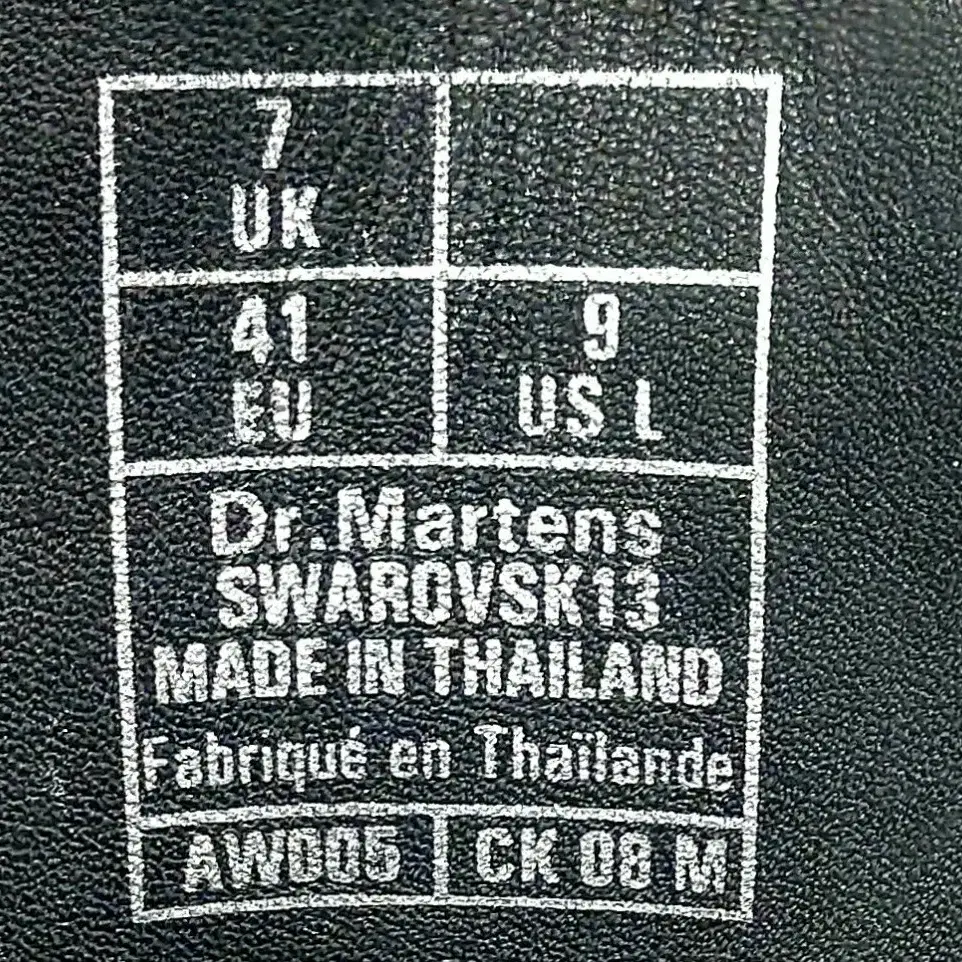 7
UK
41
EU
9
US L
Dr.Martens
SWAROVSK13
MADE IN THAILAND
Fabriqué en Thaïlande
AW005
CK 08 M